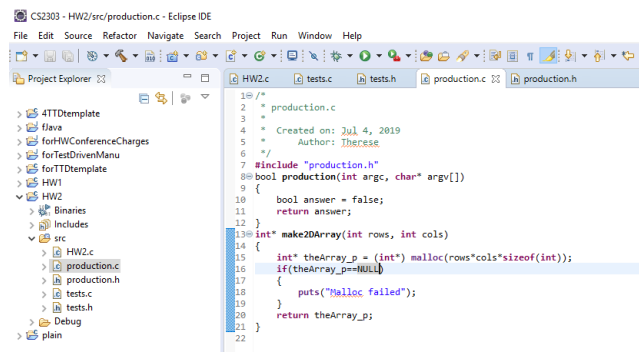 CS2303 - HW2/src/production.c - Eclipse IDE
File Edit Source Refactor Navigate Search Project Run Window Help
Project Explorer
HW2.c tests.c tests.h production.c production.h
4TTDtemplate
fJava
forHWConferenceCharges
forTestDrivenManu
forTTDtemplate
HW1
HW2
Binaries
Includes
src
HW2.c
production.c
production.h
tests.c
tests.h
Debug
plain
1 /*
2 * production.c
3 *
4 * Created on: Jul 4, 2019
5 * Author: Therese
6 */
7 #include "production.h"
8 bool production(int argc, char* argv[])
9 {
10 bool answer = false;
11 return answer;
12 }
13 int* make2DArray(int rows, int cols)
14 {
15 int* theArray_p = (int*) malloc(rows*cols*sizeof(int));
16 if(theArray_p==NULL)
17 {
18 puts("Malloc failed");
19 }
20 return theArray_p;
21 }
22